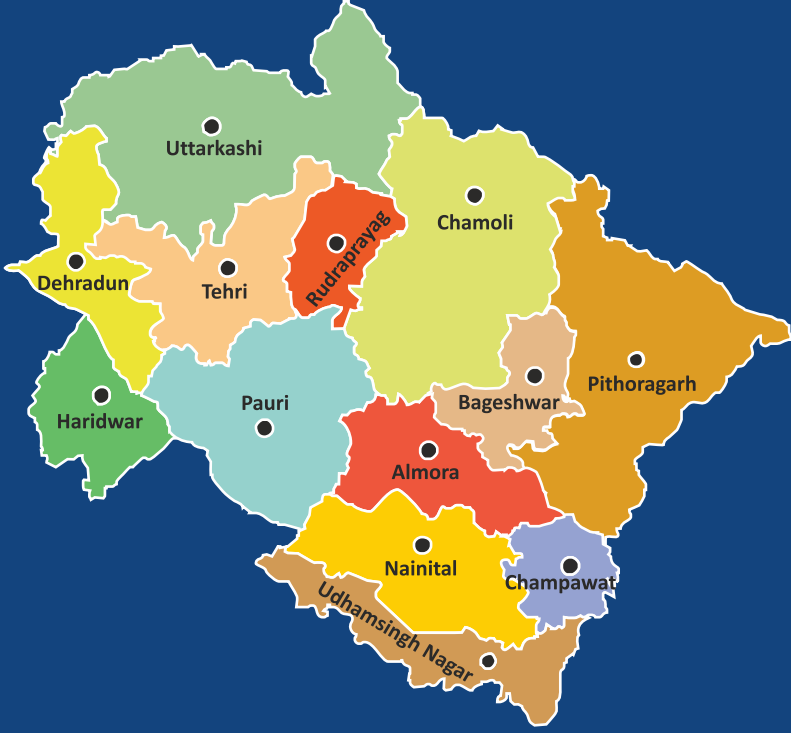 Uttarkashi
Chamoli
Rudraprayag
Dehradun
Tehri
Pithoragarh
Bageshwar
Pauri
Haridwar
Almora
Nainital
Champawat
Udhamsingh Nagar